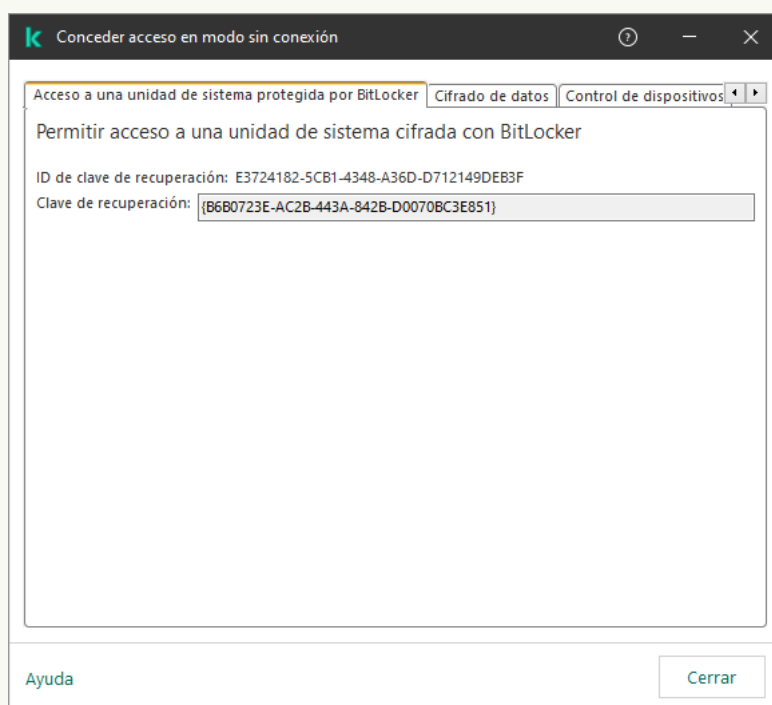 Conceder acceso en modo sin conexión
Acceso a una unidad de sistema protegida por BitLocker Cifrado de datos Control de dispositivos
Permitir acceso a una unidad de sistema cifrada con BitLocker
ID de clave de recuperación: E3724182-5CB1-4348-A36D-D712149DEB3F
Clave de recuperación: {B6B0723E-AC2B-443A-842B-D0070BC3E851}
Ayuda Cerrar